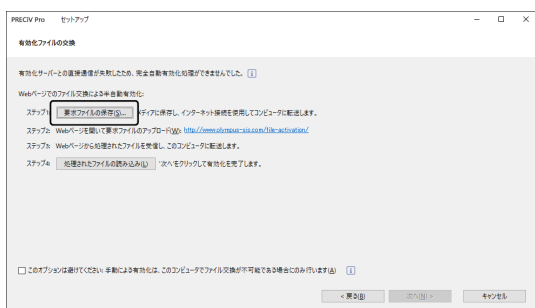 PRECiV Pro セットアップ
有効化ファイルの交換
有効化サーバーとの直接通信が失敗したため、完全自動有効化処理ができませんでした。 i
Webページでのファイル交換による半自動有効化:
ステップ1: 要求ファイルの保存(S)... メディアに保存し、インターネット接続を使用してコンピュータに転送します。
ステップ2: Webページを開いて要求ファイルのアップロード(W): http://www.olympus-sis.com/file-activation/
ステップ3: Webページから処理されたファイルを受信し、このコンピュータに転送します。
ステップ4: 処理されたファイルの読み込み(L) '次へ'をクリックして有効化を完了します。
このオプションは避けてください: 手動による有効化は、このコンピュータでファイル交換が不可能である場合にのみ行います(A) i
< 戻る(B) 次へ(N) > キャンセル